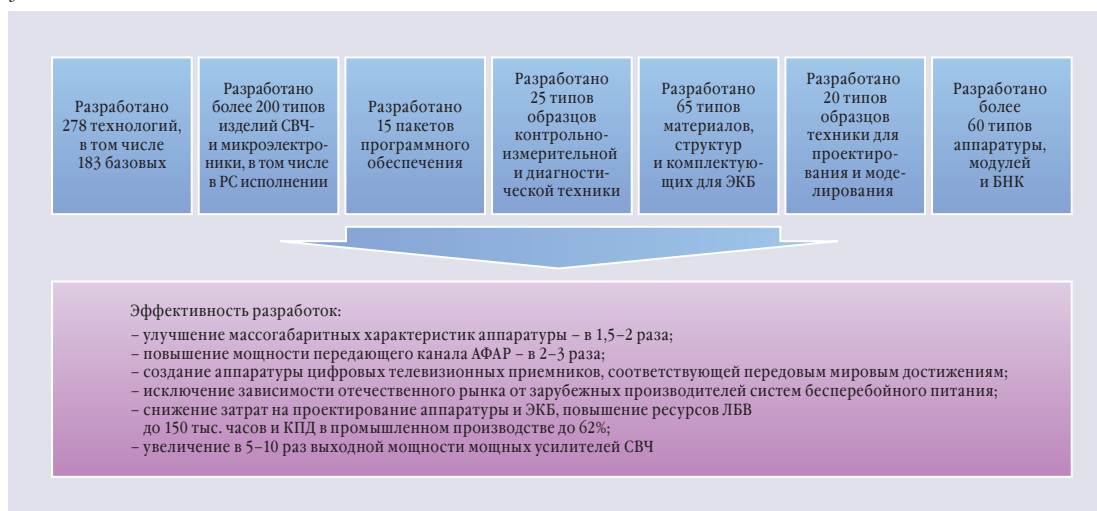 Разработано
278 технологий,
в том числе
183 базовых
Разработано
более 200 типов
изделий СВЧ-
и микроэлектро-
ники, в том числе
в РС исполнении
Разработано
15 пакетов
программного
обеспечения
Разработано
25 типов
образцов
контрольно-
измерительной
и диагности-
ческой техники
Разработано
65 типов
материалов,
структур
и комплектую-
щих для ЭКБ
Разработано
20 типов
образцов
техники для
проектиро-
вания и моде-
лирования
Разработано
более
60 типов
аппаратуры,
модулей
и БНК
Эффективность разработок:
– улучшение массогабаритных характеристик аппаратуры – в 1,5–2 раза;
– повышение мощности передающего канала АФАР – в 2–3 раза;
– создание аппаратуры цифровых телевизионных приемников, соответствующей передовым мировым достижениям;
– исключение зависимости отечественного рынка от зарубежных производителей систем бесперебойного питания;
– снижение затрат на проектирование аппаратуры и ЭКБ, повышение ресурсов ЛБВ
до 150 тыс. часов и КПД в промышленном производстве до 62%;
– увеличение в 5–10 раз выходной мощности мощных усилителей СВЧ